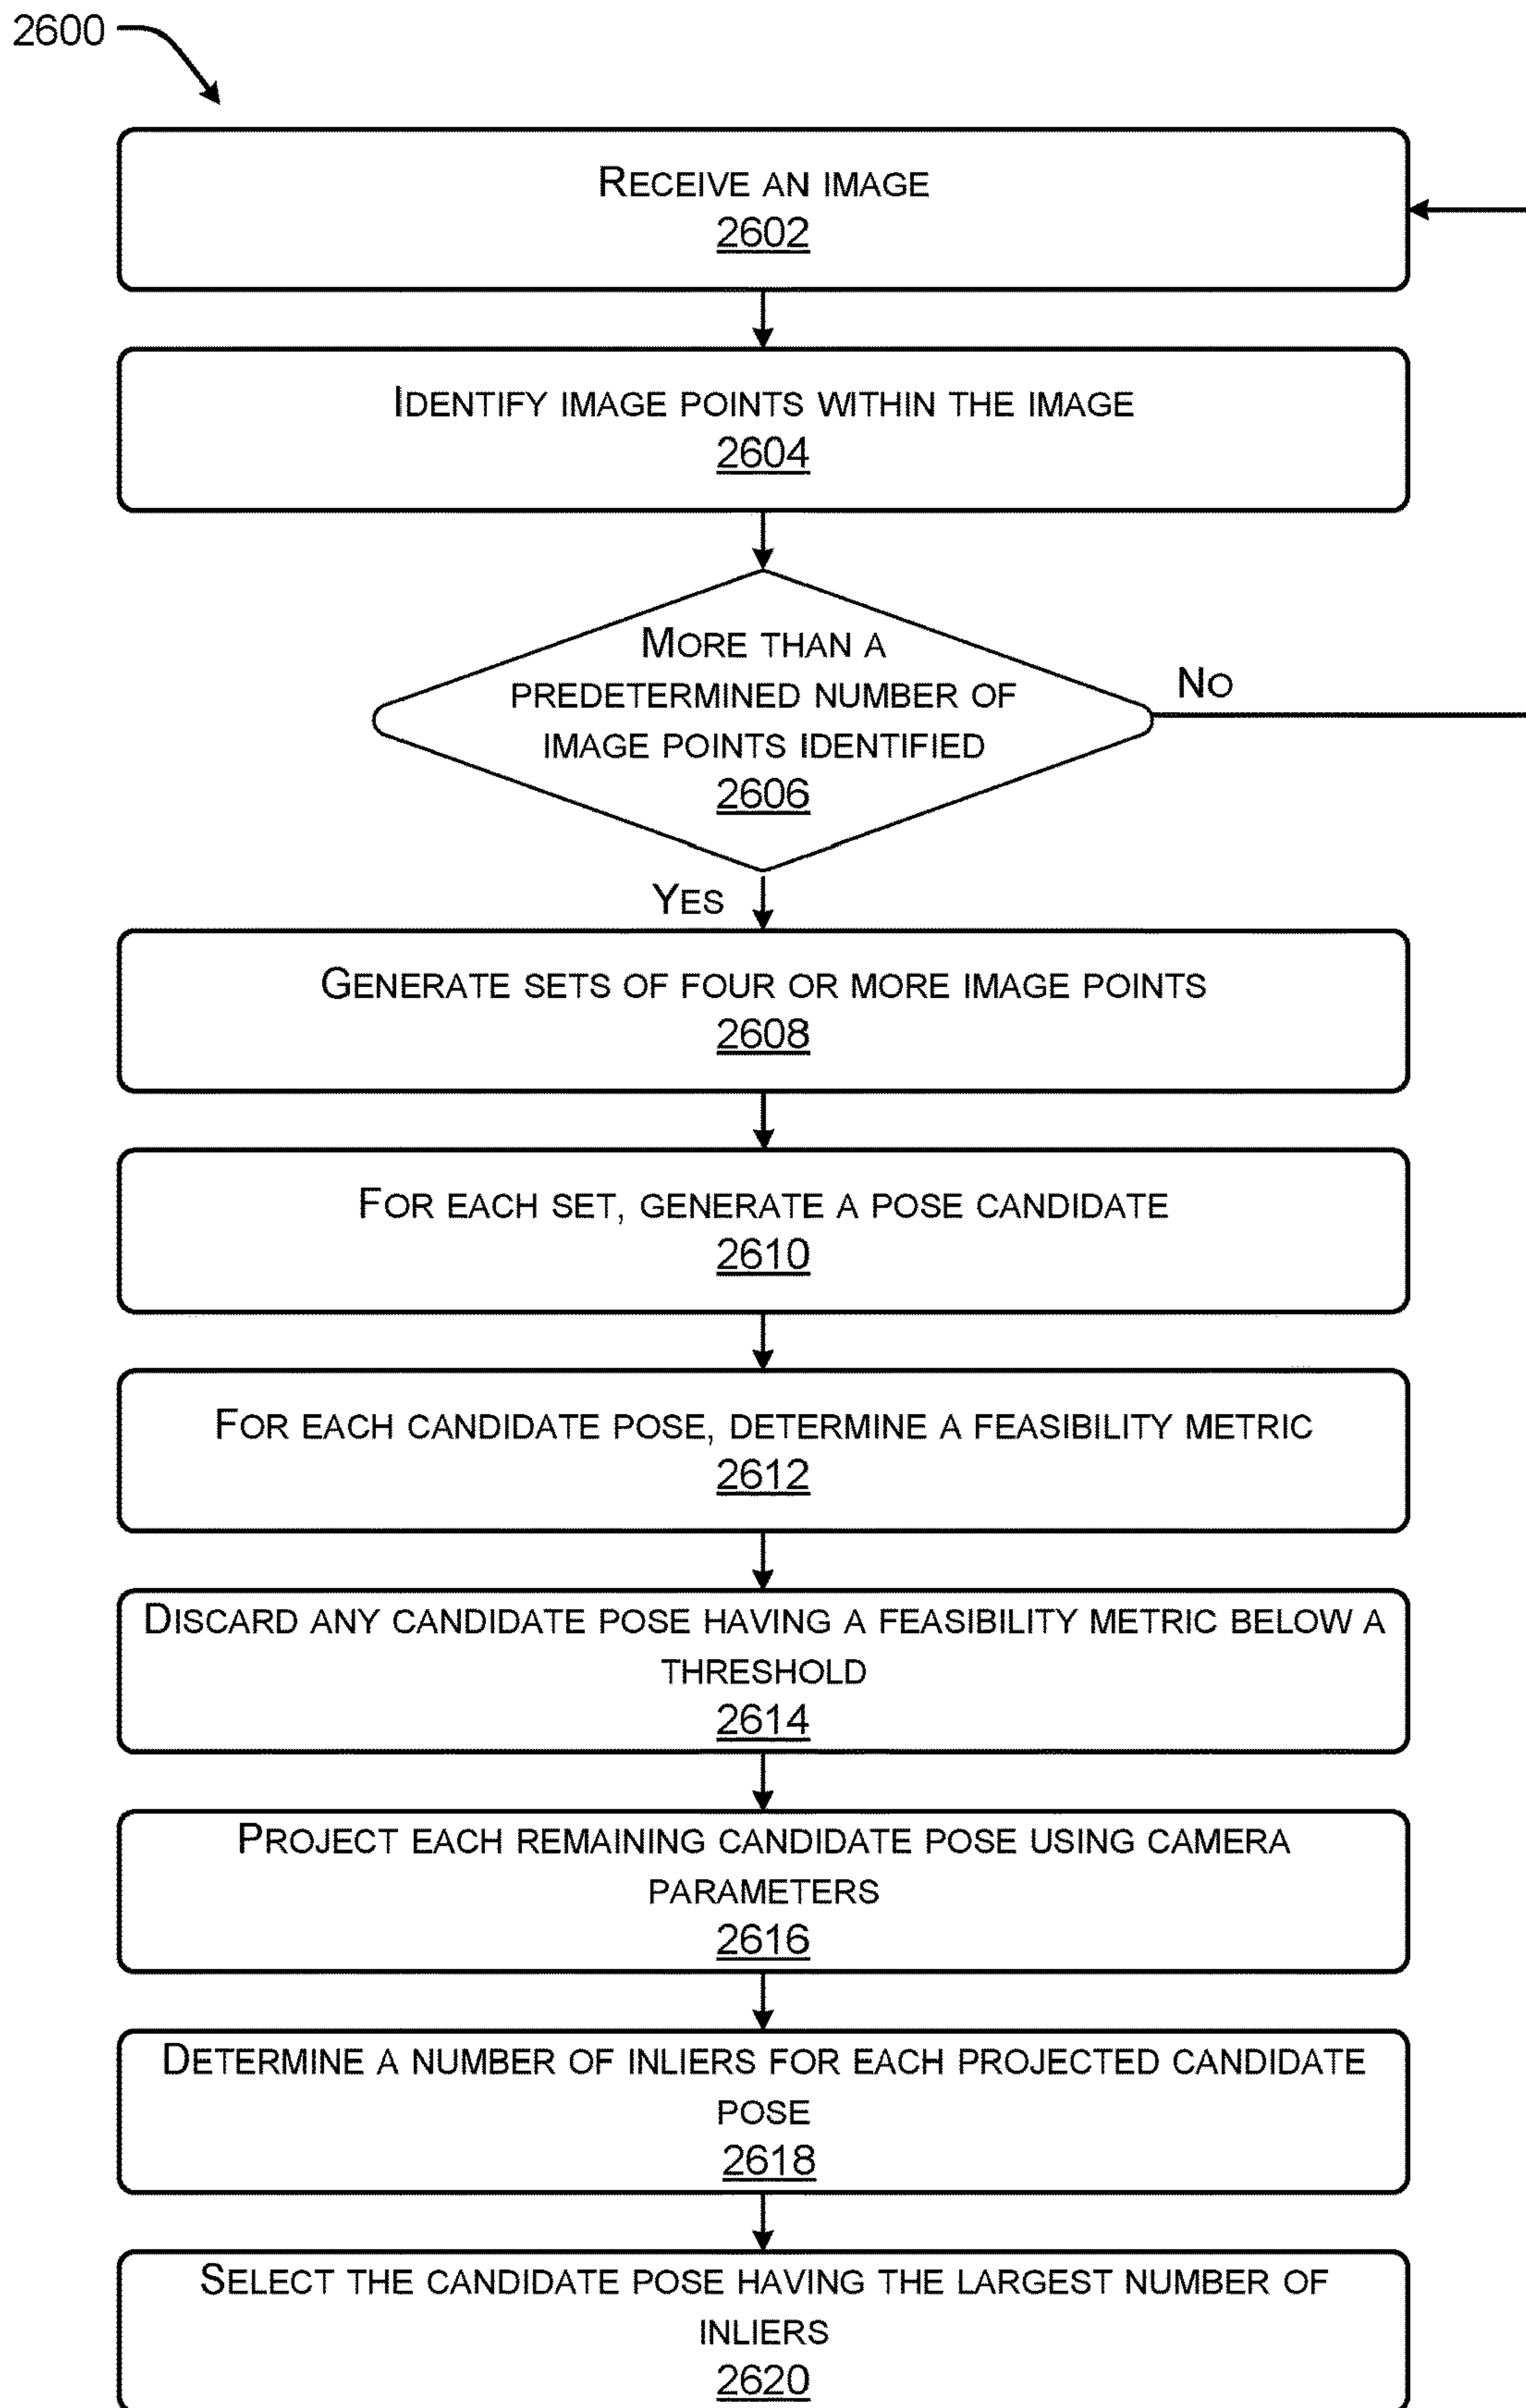 2600
RECEIVE AN IMAGE
2602
IDENTIFY IMAGE POINTS WITHIN THE IMAGE
2604
MORE THAN A
PREDETERMINED NUMBER OF
IMAGE POINTS IDENTIFIED
2606
NO
YES
GENERATE SETS OF FOUR OR MORE IMAGE POINTS
2608
FOR EACH SET, GENERATE A POSE CANDIDATE
2610
FOR EACH CANDIDATE POSE, DETERMINE A FEASIBILITY METRIC
2612
DISCARD ANY CANDIDATE POSE HAVING A FEASIBILITY METRIC BELOW A
THRESHOLD
2614
PROJECT EACH REMAINING CANDIDATE POSE USING CAMERA
PARAMETERS
2616
DETERMINE A NUMBER OF INLIERS FOR EACH PROJECTED CANDIDATE
POSE
2618
SELECT THE CANDIDATE POSE HAVING THE LARGEST NUMBER OF
INLIERS
2620